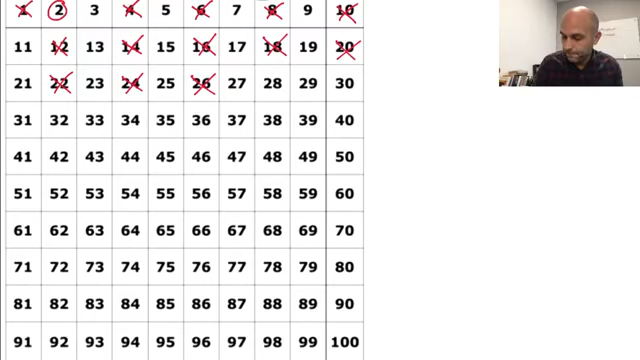 1 2 3 4 5 6 7 8 9 10
11 12 13 14 15 16 17 18 19 20
21 22 23 24 25 26 27 28 29 30
31 32 33 34 35 36 37 38 39 40
41 42 43 44 45 46 47 48 49 50
51 52 53 54 55 56 57 58 59 60
61 62 63 64 65 66 67 68 69 70
71 72 73 74 75 76 77 78 79 80
81 82 83 84 85 86 87 88 89 90
91 92 93 94 95 96 97 98 99 100